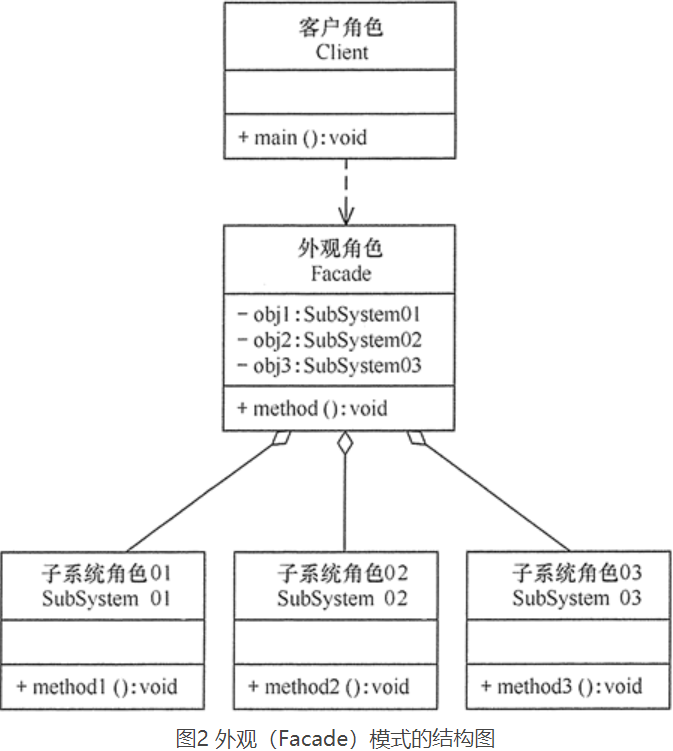 客户角色
Client
+ main ():void
外观角色
Facade
- obj1:SubSystem01
- obj2:SubSystem02
- obj3:SubSystem03
+ method ():void
子系统角色01
SubSystem 01
+ method1 ():void
子系统角色02
SubSystem 02
+ method2 ():void
子系统角色03
SubSystem 03
+ method3 ():void
图2 外观（Facade）模式的结构图